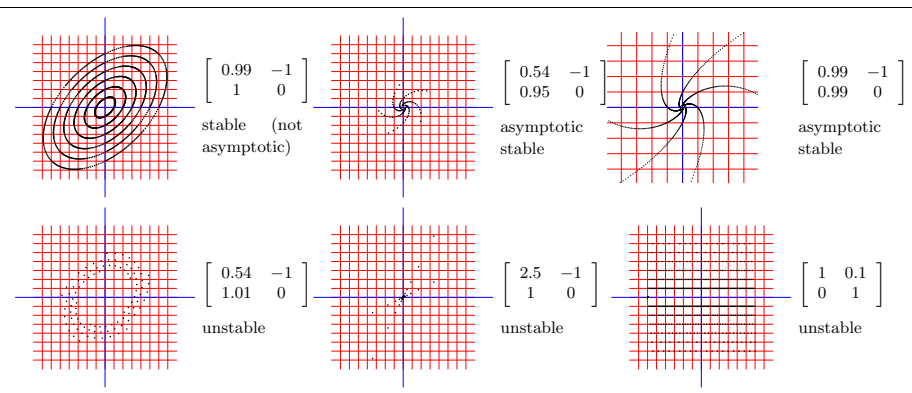 0.99 −1
1 0
stable (not
asymptotic)
0.54 −1
0.95 0
asymptotic
stable
0.99 −1
0.99 0
asymptotic
stable
0.54 −1
1.01 0
unstable
2.5 −1
1 0
unstable
1 0.1
0 1
unstable